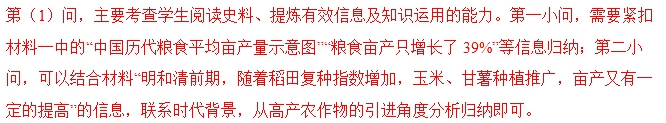 第（1）问，主要考查学生阅读史料、提炼有效信息及知识运用的能力。第一小问，需要紧扣
材料一中的“中国历代粮食平均亩产量示意图”“粮食亩产只增长了 39%”等信息归纳；第二小
问，可以结合材料“明和清前期，随着稻田复种指数增加，玉米、甘薯种植推广，亩产又有一
定的提高”的信息，联系时代背景，从高产农作物的引进角度分析归纳即可。